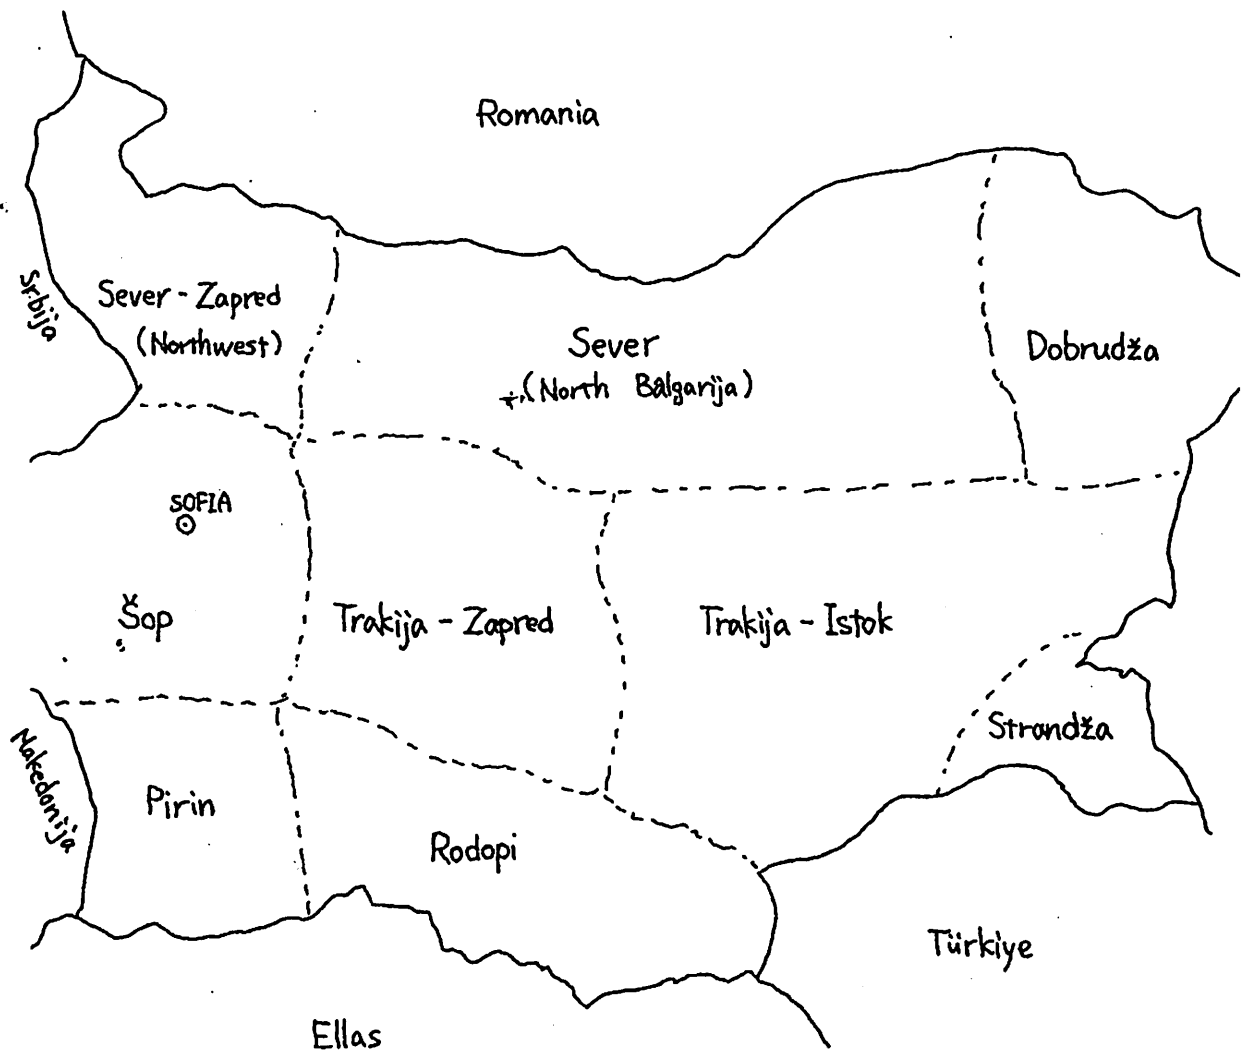 Romania
Srbija
Sever - Zapred
(Northwest)
Sever
(North Bâlgarija)
Dobrudža
SOFIA
Šop
Trakija - Zapred
Trakija - Istok
Strandža
Makedonija
Pirin
Rodopi
Türkiye
Ellas